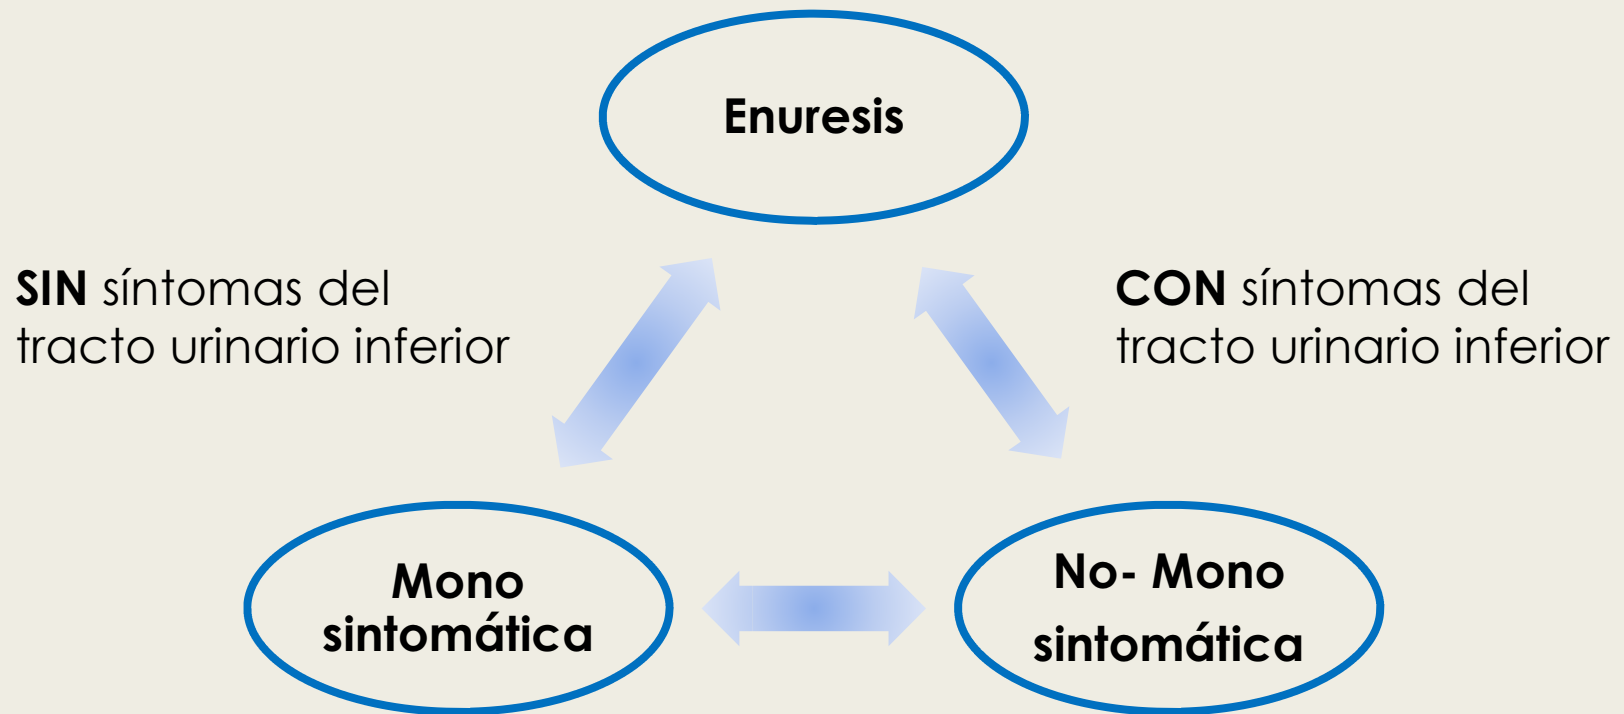 Enuresis
SIN síntomas del
tracto urinario inferior
CON síntomas del
tracto urinario inferior
Mono
sintomática
No- Mono
sintomática